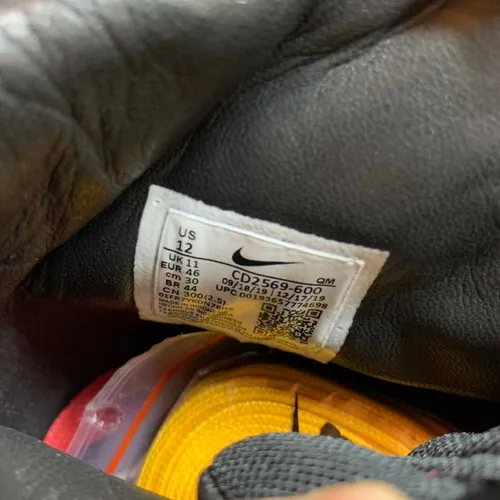 US
12
UK 11
EUR 46
cm 30
BR 44
CN 300(2.5)
CD2569-600
QM
09/18/19 / 12/17/19
UPC 00193657774698